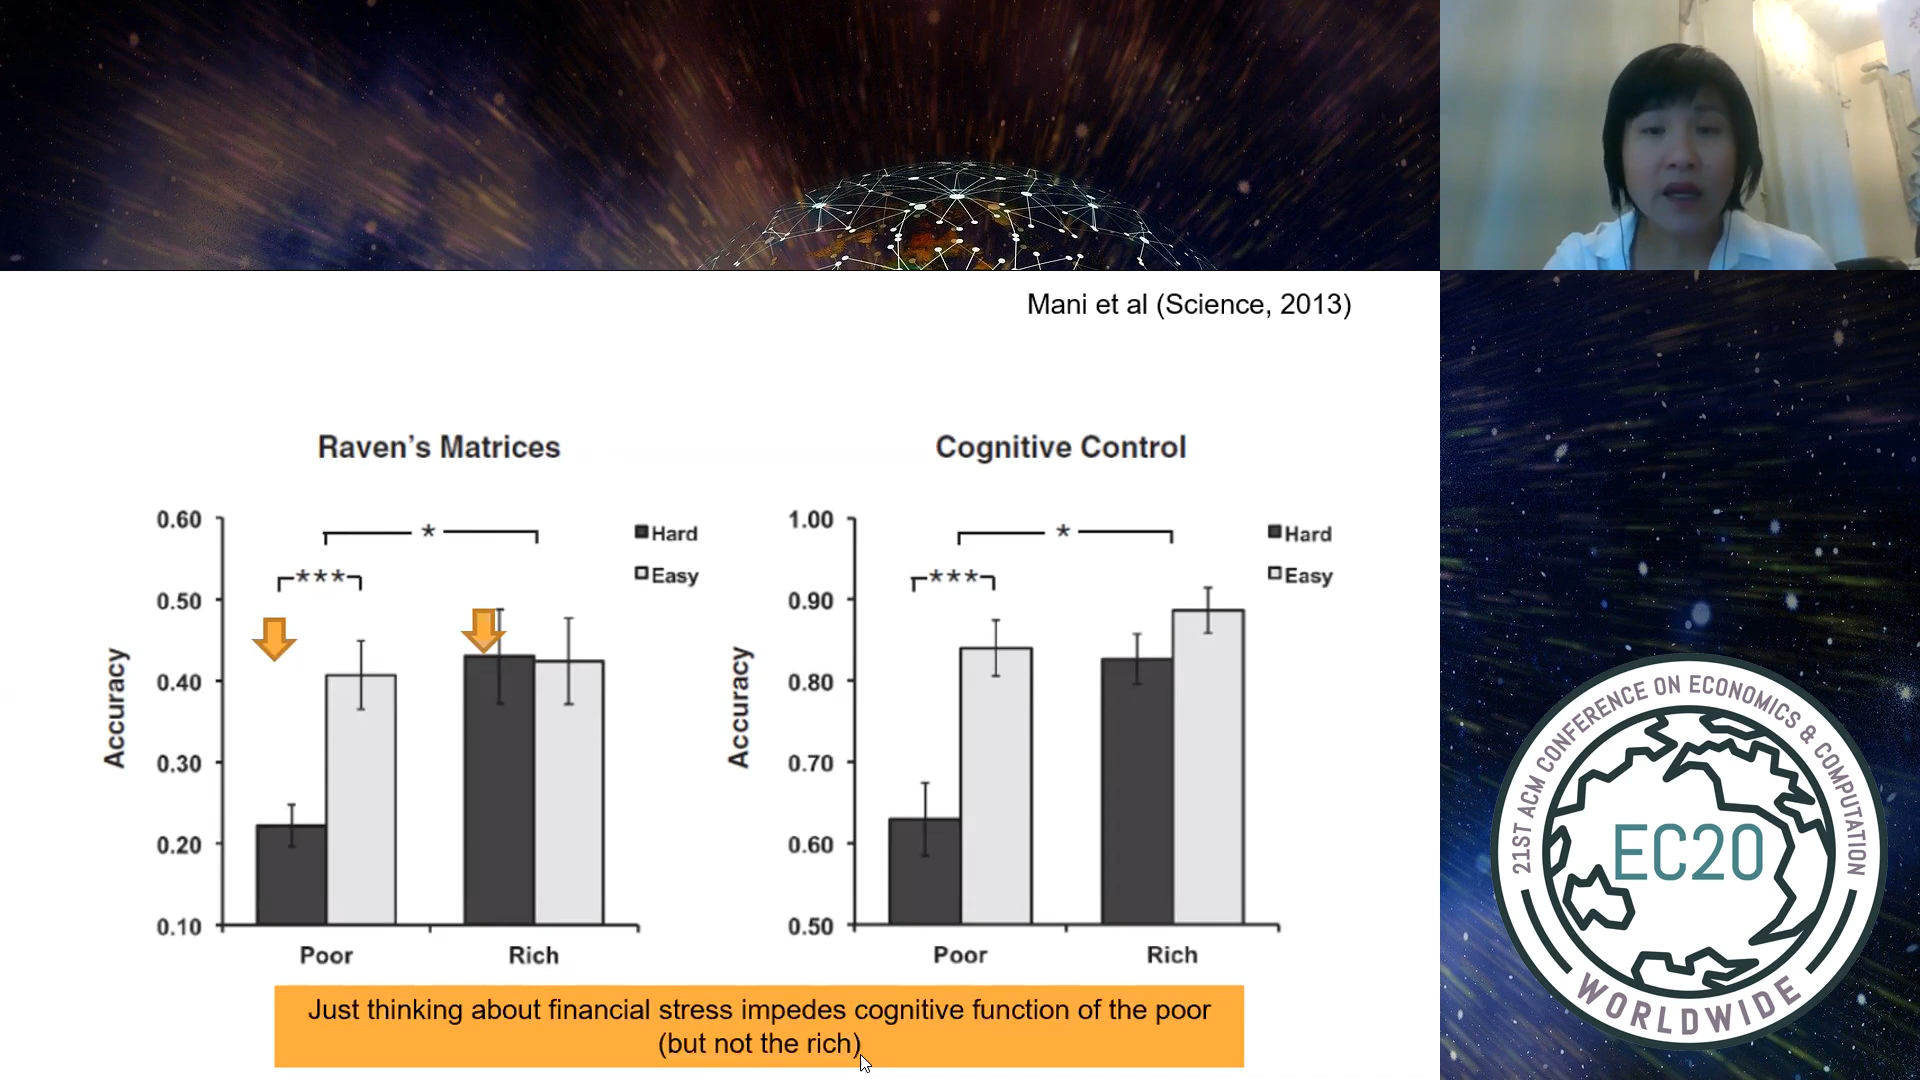 Mani et al (Science, 2013)
Raven's Matrices
0.60
0.50
0.40
0.30
0.20
0.10
Accuracy
*
***
Hard
Easy
Poor
Rich
Cognitive Control
1.00
0.90
0.80
0.70
0.60
0.50
Accuracy
*
***
Hard
Easy
Poor
Rich
Just thinking about financial stress impedes cognitive function of the poor
(but not the rich)
21ST ACM CONFERENCE ON ECONOMICS & COMPUTATION
EC20
WORLDWIDE